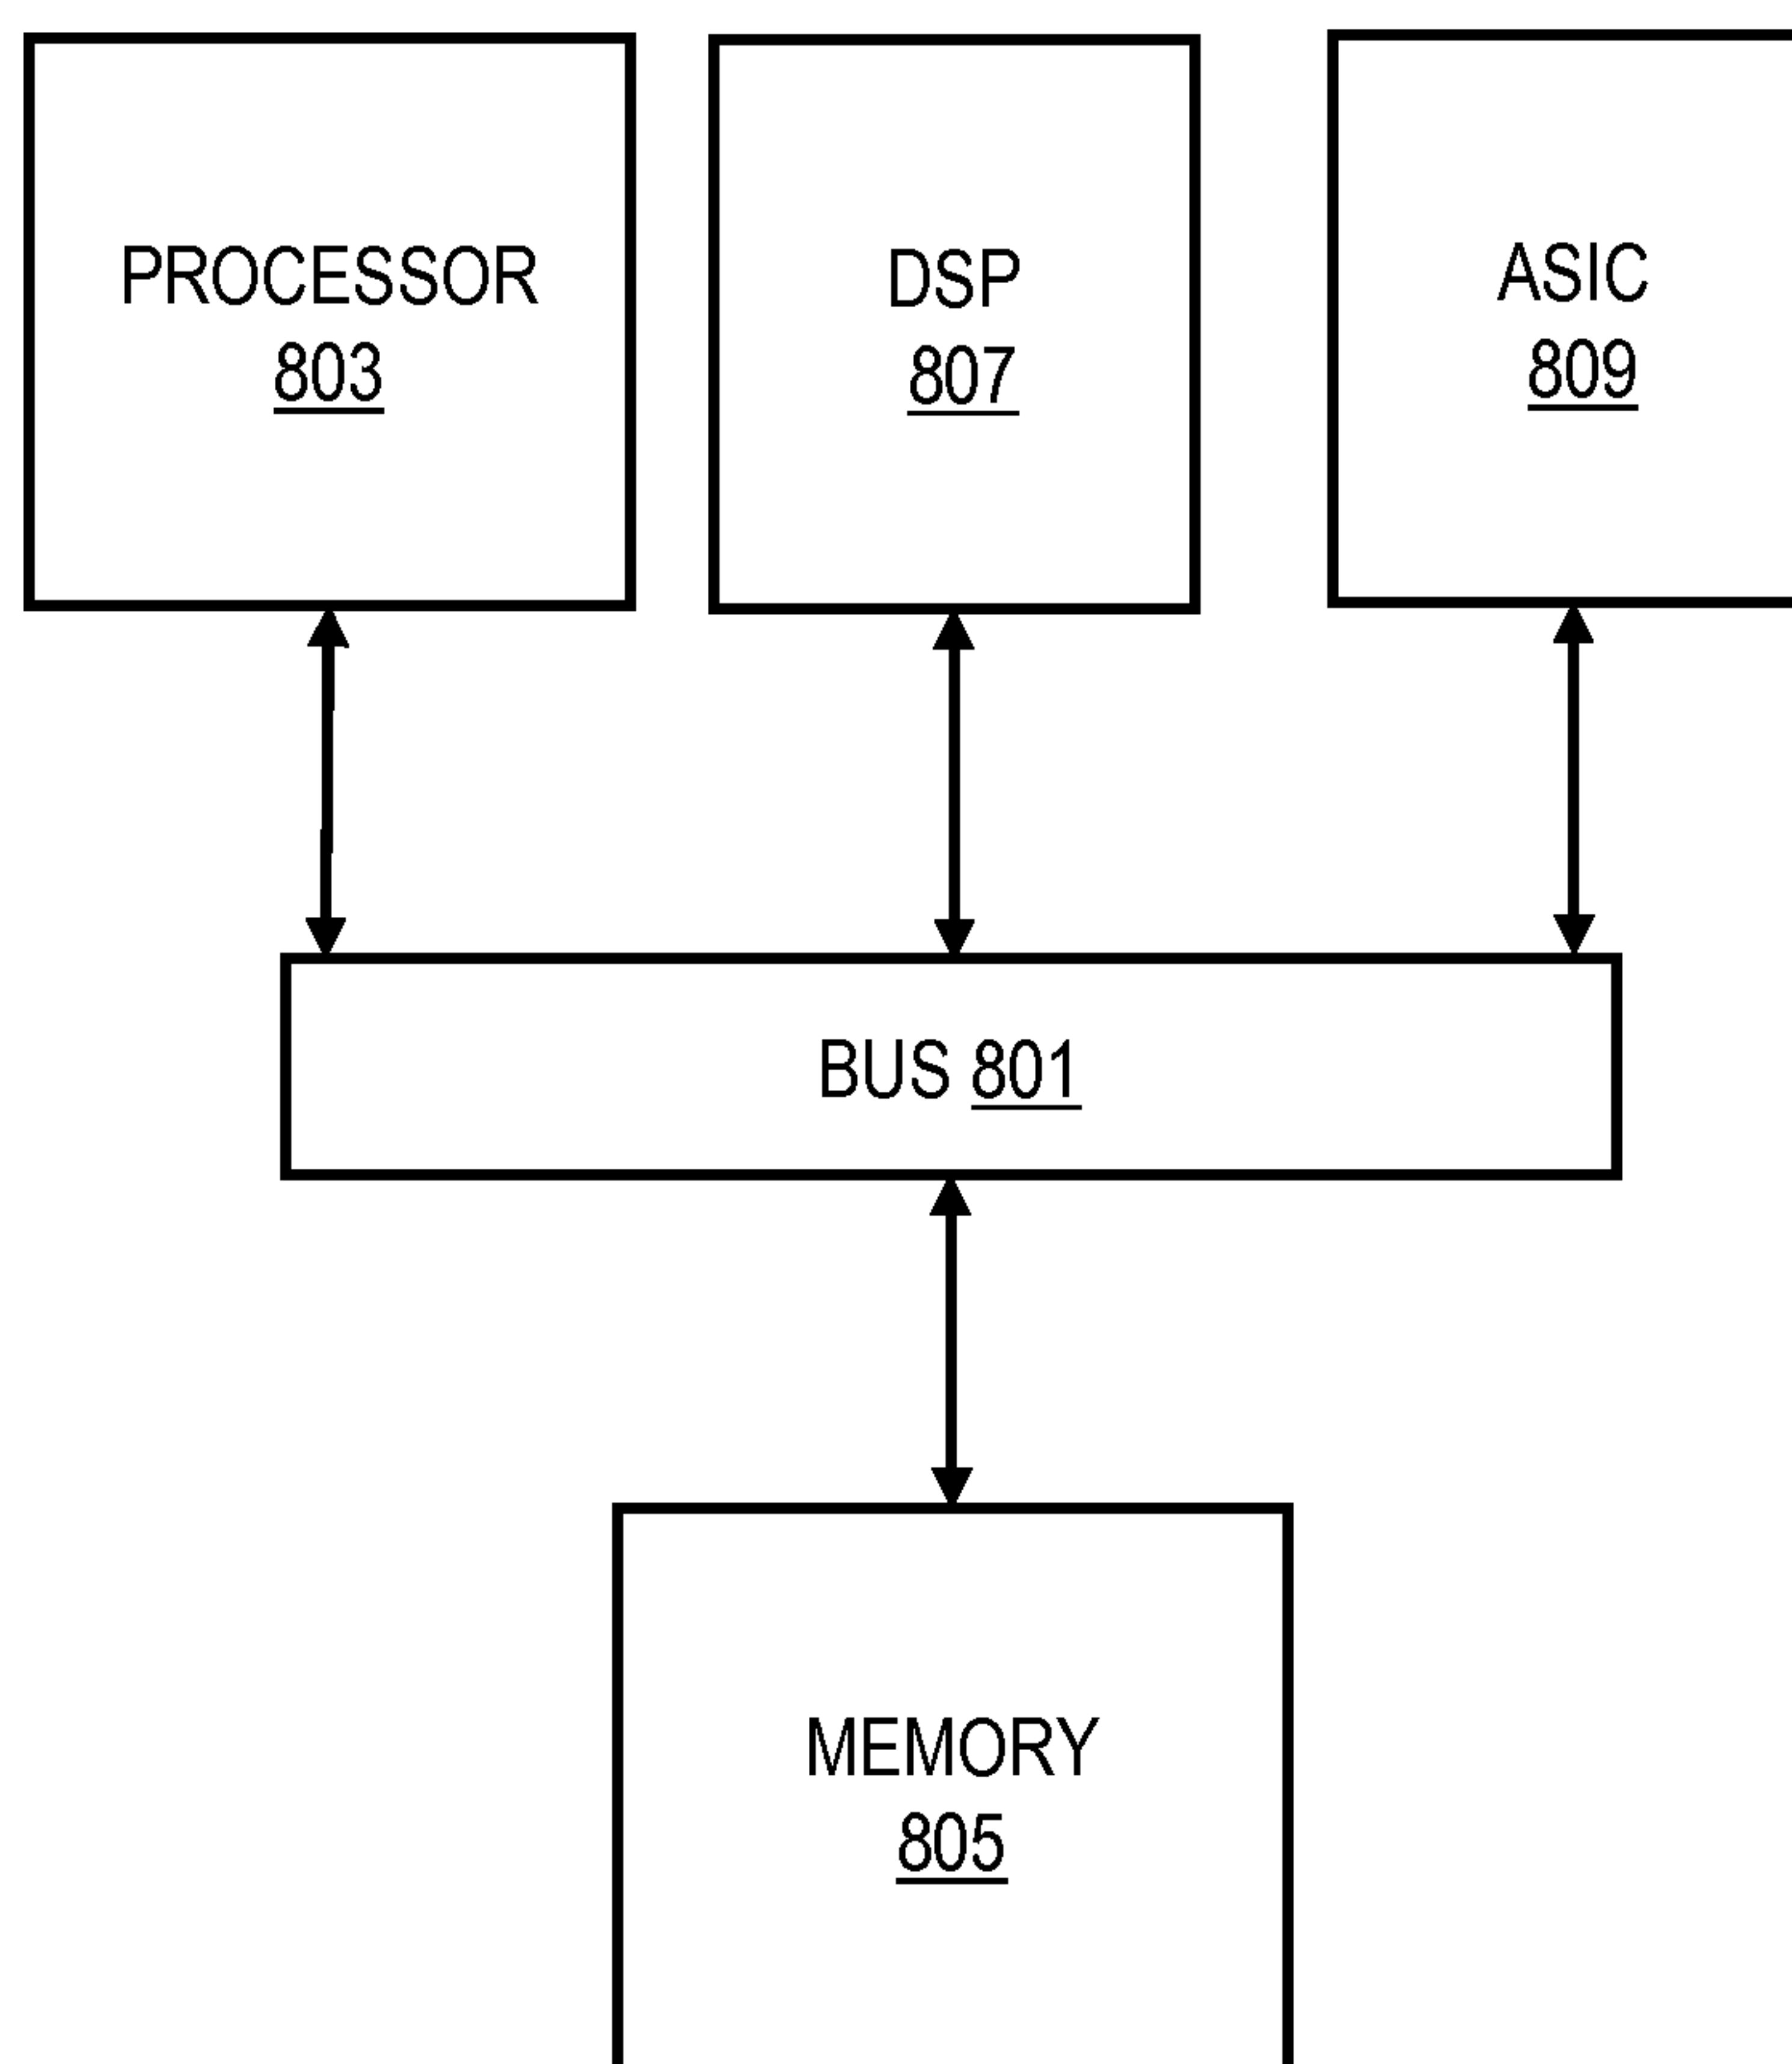 PROCESSOR
803
DSP
807
ASIC
809
BUS 801
MEMORY
805